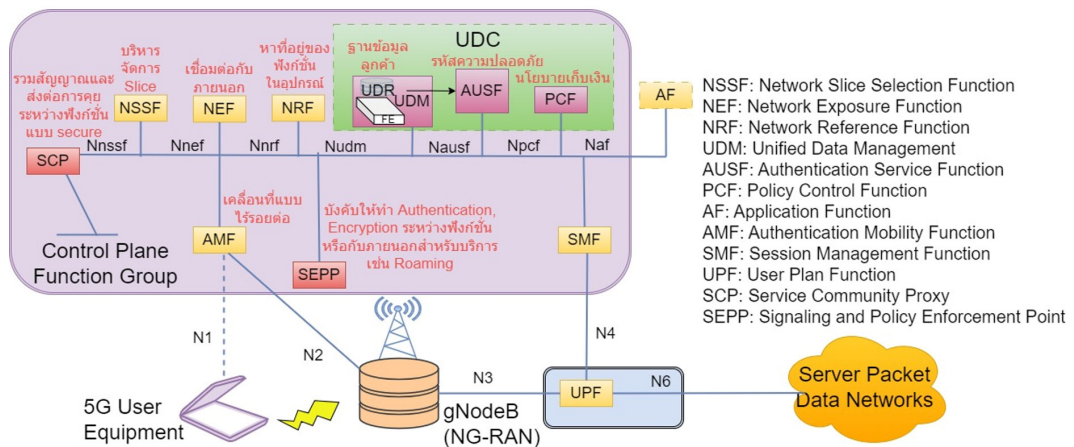 บริหาร
จัดการ
Slice
รวมสัญญาณและ
ส่งต่อการคุย
ระหว่างฟังก์ชั่น
แบบ secure
SCP
NSSF
เชื่อมต่อกับ
ภายนอก
NEF
หาที่อยู่ของ
ฟังก์ชั่น
ในอุปกรณ์
NRF
UDC
ฐานข้อมูล
ลูกค้า
UDR
UDM
FE
รหัสความปลอดภัย
AUSF
นโยบายเก็บเงิน
PCF
AF
Nnssf
Nnef
Nnrf
Nudm
Nausf
Npcf
Naf
Control Plane
Function Group
เคลื่อนที่แบบ
ไร้รอยต่อ
AMF
บังคับให้ทำ Authentication,
Encryption ระหว่างฟังก์ชั่น
หรือกับภายนอกสำหรับบริการ
เช่น Roaming
SEPP
SMF
N1
N2
N4
5G User
Equipment
gNodeB
(NG-RAN)
N3
UPF
N6
Server Packet
Data Networks
NSSF: Network Slice Selection Function
NEF: Network Exposure Function
NRF: Network Reference Function
UDM: Unified Data Management
AUSF: Authentication Service Function
PCF: Policy Control Function
AF: Application Function
AMF: Authentication Mobility Function
SMF: Session Management Function
UPF: User Plan Function
SCP: Service Community Proxy
SEPP: Signaling and Policy Enforcement Point